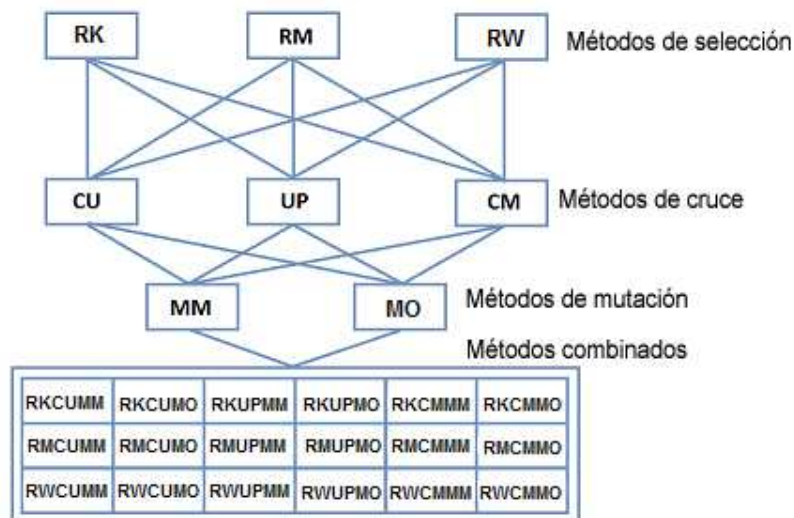 RK RM RW Métodos de selección
CU UP CM Métodos de cruce
MM MO Métodos de mutación
Métodos combinados
RKCUMM RKCUMO RKUPMM RKUPMO RKCMMM RKCMMO
RMCUMM RMCUMO RMUPMM RMUPMO RMCMMM RMCMMO
RWCUMM RWCUMO RWUPMM RWUPMO RWCMMM RWCMMO